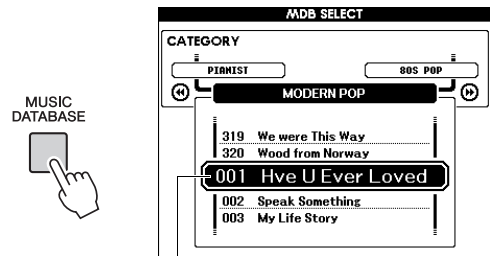 MDB SELECT
CATEGORY
PIANIST
80S POP
MODERN POP
MUSIC
DATABASE
319 We were This Way
320 Wood from Norway
001 Hve U Ever Loved
002 Speak Something
003 My Life Story